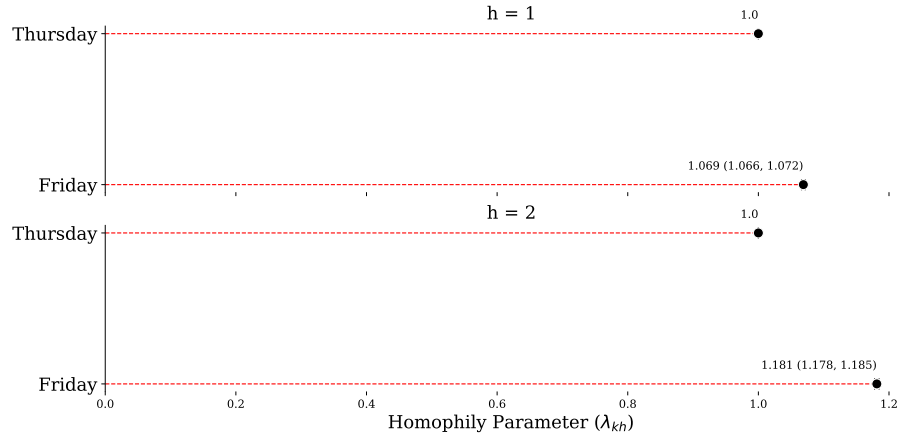 h = 1
1.0
Thursday
1.069 (1.066, 1.072)
Friday
h = 2
1.0
Thursday
1.181 (1.178, 1.185)
Friday
0.0 0.2 0.4 0.6 0.8 1.0 1.2
Homophily Parameter (λₖₕ)